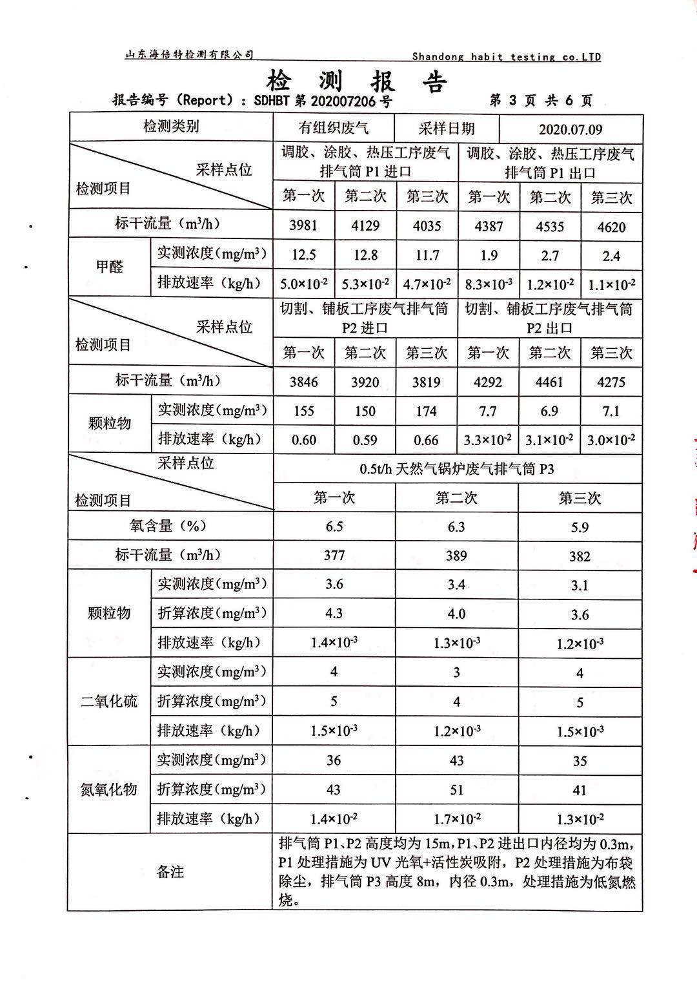 山东海倍特检测有限公司 Shandong habit testing co.LTD
检 测 报 告
报告编号（Report）：SDHBT 第 202007206 号 第 3 页 共 6 页
检测类别 有组织废气 采样日期 2020.07.09
采样点位 检测项目 调胶、涂胶、热压工序废气排气筒 P1 进口 调胶、涂胶、热压工序废气排气筒 P1 出口
第一次 第二次 第三次 第一次 第二次 第三次
标干流量（m³/h） 3981 4129 4035 4387 4535 4620
甲醛 实测浓度（mg/m³） 12.5 12.8 11.7 1.9 2.7 2.4
排放速率（kg/h） 5.0×10⁻² 5.3×10⁻² 4.7×10⁻² 8.3×10⁻³ 1.2×10⁻² 1.1×10⁻²
采样点位 检测项目 切割、铺板工序废气排气筒 P2 进口 切割、铺板工序废气排气筒 P2 出口
第一次 第二次 第三次 第一次 第二次 第三次
标干流量（m³/h） 3846 3920 3819 4292 4461 4275
颗粒物 实测浓度（mg/m³） 155 150 174 7.7 6.9 7.1
排放速率（kg/h） 0.60 0.59 0.66 3.3×10⁻² 3.1×10⁻² 3.0×10⁻²
采样点位 检测项目 0.5t/h 天然气锅炉废气排气筒 P3
第一次 第二次 第三次
氧含量（%） 6.5 6.3 5.9
标干流量（m³/h） 377 389 382
颗粒物 实测浓度（mg/m³） 3.6 3.4 3.1
折算浓度（mg/m³） 4.3 4.0 3.6
排放速率（kg/h） 1.4×10⁻³ 1.3×10⁻³ 1.2×10⁻³
二氧化硫 实测浓度（mg/m³） 4 3 4
折算浓度（mg/m³） 5 4 5
排放速率（kg/h） 1.5×10⁻³ 1.2×10⁻³ 1.5×10⁻³
氮氧化物 实测浓度（mg/m³） 36 43 35
折算浓度（mg/m³） 43 51 41
排放速率（kg/h） 1.4×10⁻² 1.7×10⁻² 1.3×10⁻²
备注 排气筒 P1、P2 高度均为 15m，P1、P2 进出口内径均为 0.3m，
P1 处理措施为 UV 光氧+活性炭吸附，P2 处理措施为布袋
除尘，排气筒 P3 高度 8m，内径 0.3m，处理措施为低氮燃
烧。